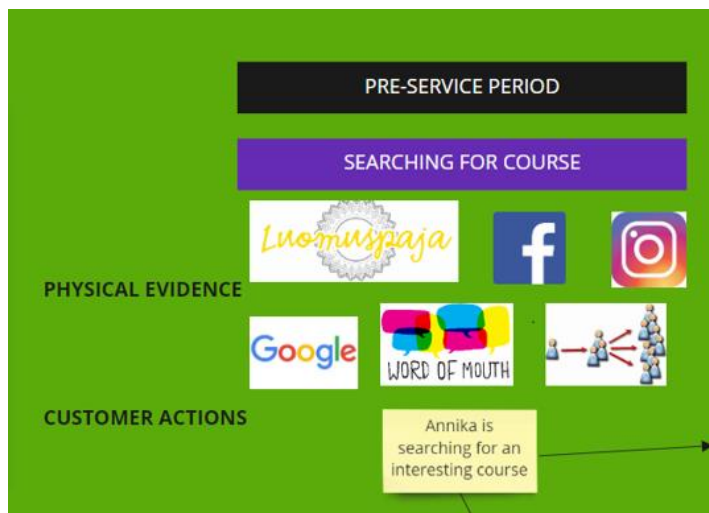 PRE-SERVICE PERIOD
SEARCHING FOR COURSE
Luomuspaja
f
PHYSICAL EVIDENCE
Google
WORD OF MOUTH
CUSTOMER ACTIONS
Annika is
searching for an
interesting course